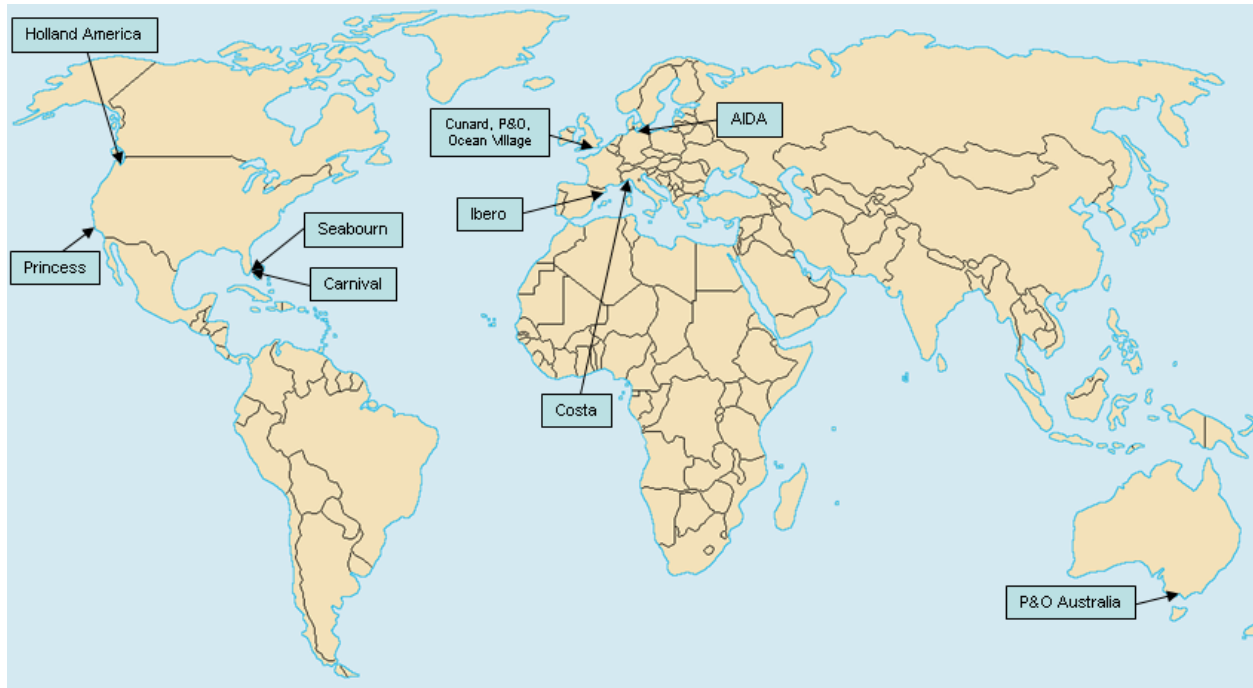 Holland America
Cunard, P&O,
Ocean Village
AIDA
Ibero
Seabourn
Princess
Carnival
Costa
P&O Australia